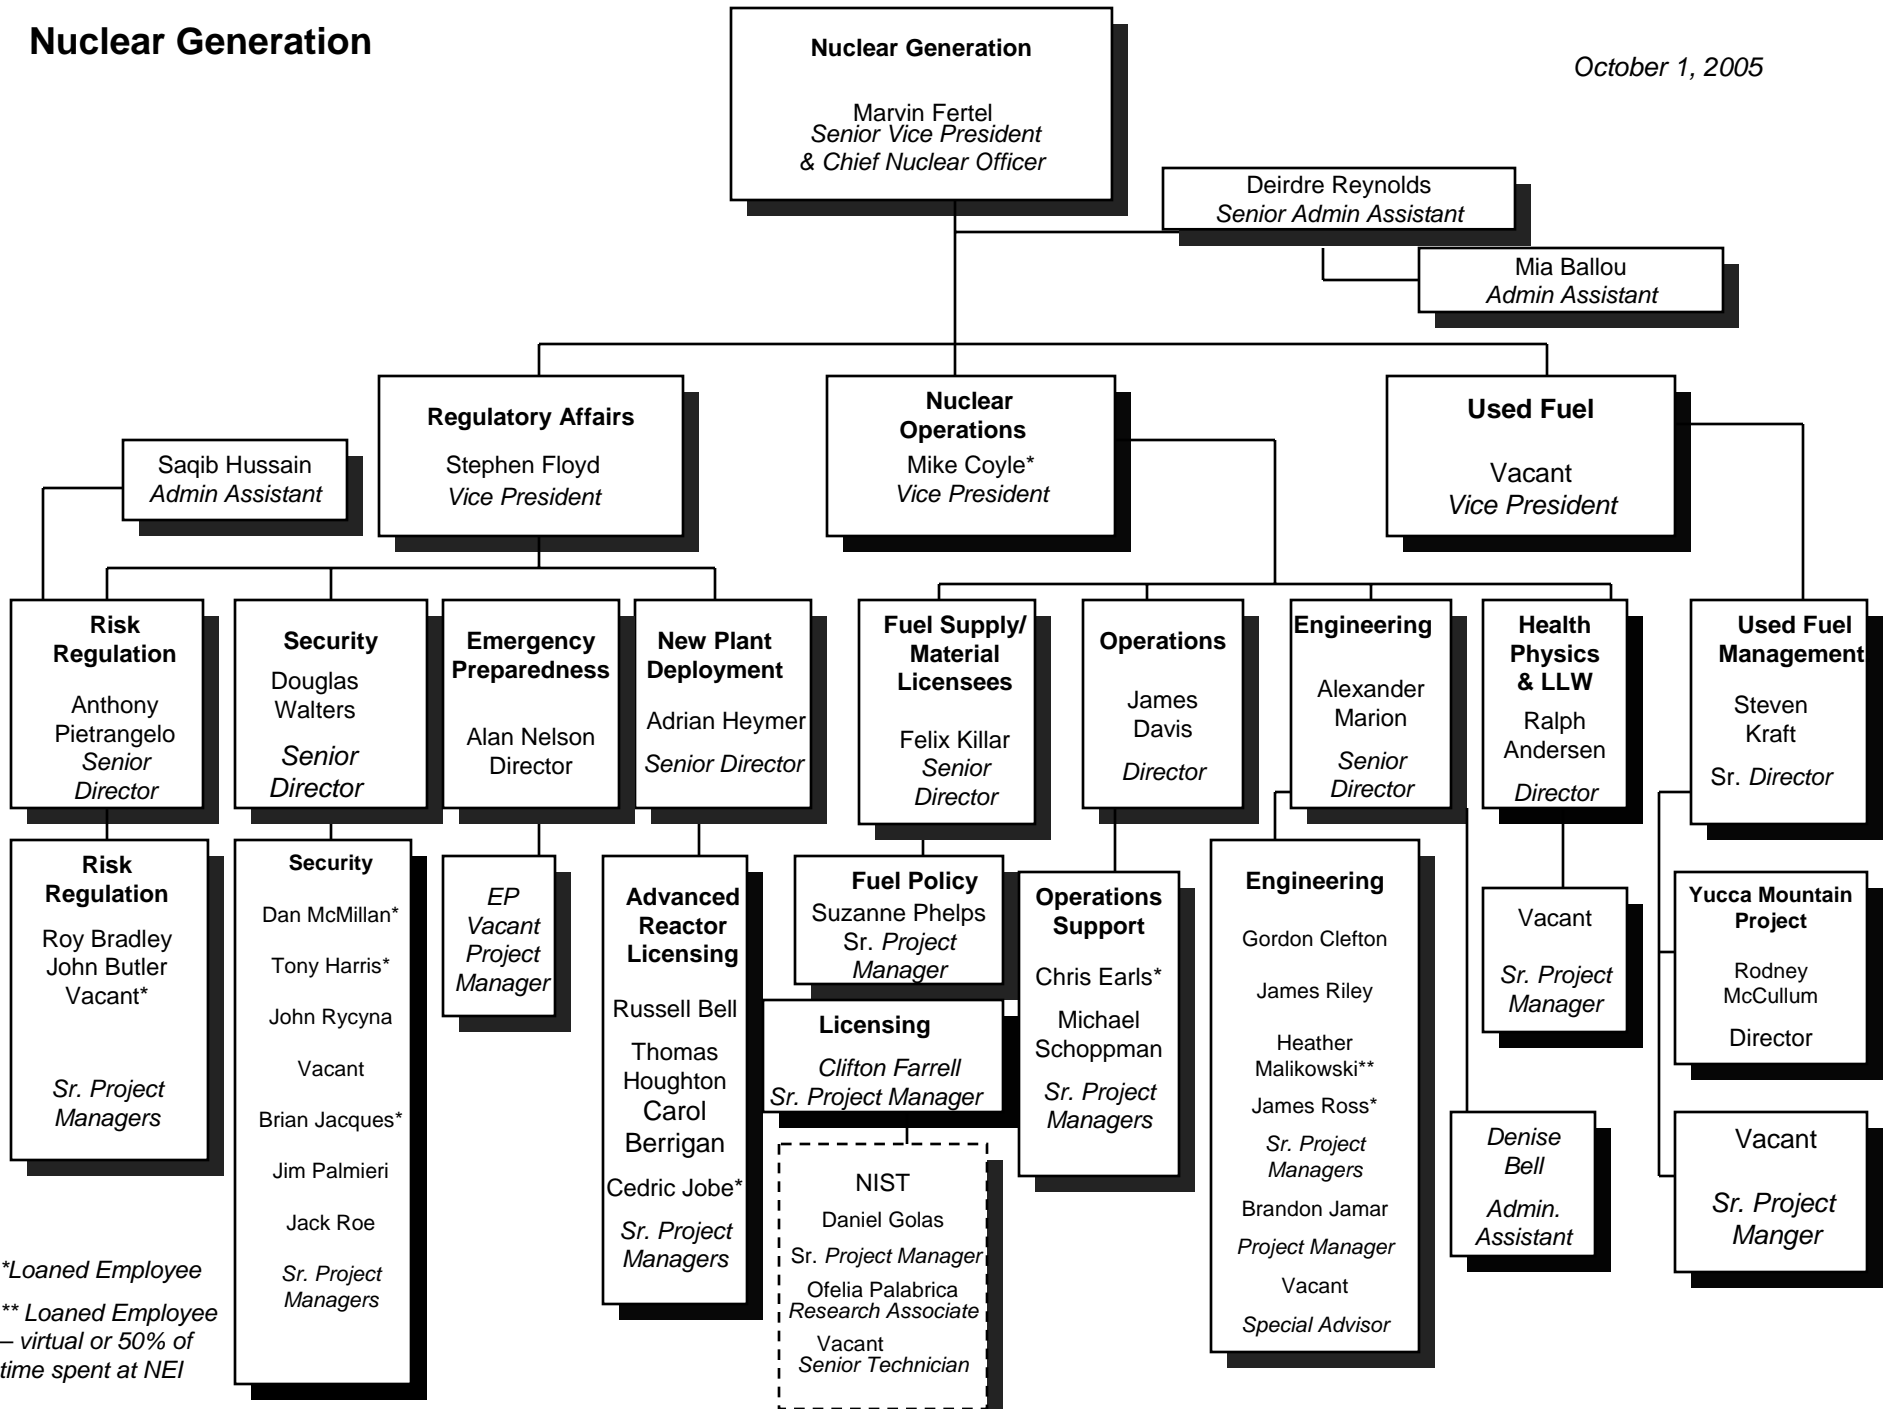 Nuclear Generation
October 1, 2005
Nuclear Generation
Marvin Fertel
Senior Vice President
& Chief Nuclear Officer
Deirdre Reynolds
Senior Admin Assistant
Mia Ballou
Admin Assistant
Regulatory Affairs
Stephen Floyd
Vice President
Nuclear
Operations
Mike Coyle*
Vice President
Used Fuel
Vacant
Vice President
Saqib Hussain
Admin Assistant
Risk
Regulation
Anthony
Pietrangelo
Senior
Director
Security
Douglas
Walters
Senior
Director
Emergency
Preparedness
Alan Nelson
Director
New Plant
Deployment
Adrian Heymer
Senior Director
Fuel Supply/
Material
Licensees
Felix Killar
Senior
Director
Operations
James
Davis
Director
Engineering
Alexander
Marion
Senior
Director
Health
Physics
& LLW
Ralph
Andersen
Director
Used Fuel
Management
Steven
Kraft
Sr. Director
Risk
Regulation
Roy Bradley
John Butler
Vacant*
Sr. Project
Managers
Security
Dan McMillan*
Tony Harris*
John Rycyna
Vacant
Brian Jacques*
Jim Palmieri
Jack Roe
Sr. Project
Managers
EP
Vacant
Project
Manager
Advanced
Reactor
Licensing
Russell Bell
Thomas
Houghton
Carol
Berrigan
Cedric Jobe*
Sr. Project
Managers
Fuel Policy
Suzanne Phelps
Sr. Project
Manager
Licensing
Clifton Farrell
Sr. Project Manager
NIST
Daniel Golas
Sr. Project Manager
Ofelia Palabrica
Research Associate
Vacant
Senior Technician
Operations
Support
Chris Earls*
Michael
Schoppman
Sr. Project
Managers
Engineering
Gordon Clefton
James Riley
Heather
Malikowski**
James Ross*
Sr. Project
Managers
Brandon Jamar
Project Manager
Vacant
Special Advisor
Denise
Bell
Admin.
Assistant
Vacant
Sr. Project
Manager
Yucca Mountain
Project
Rodney
McCullum
Director
Vacant
Sr. Project
Manger
*Loaned Employee
** Loaned Employee
– virtual or 50% of
time spent at NEI